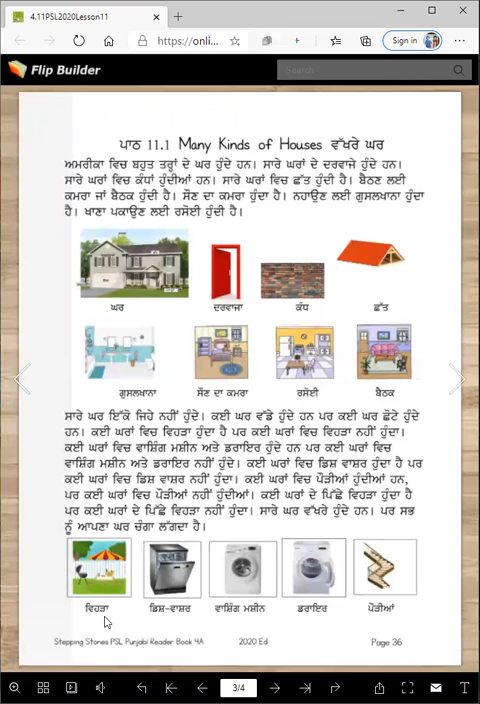 4.11PSL2020Lesson11
https://onli...
Sign in
Flip Builder
Search
ਪਾਠ 11.1 Many Kinds of Houses ਵੱਖਰੇ ਘਰ
ਅਮਰੀਕਾ ਵਿਚ ਬਹੁਤ ਤਰ੍ਹਾਂ ਦੇ ਘਰ ਹੁੰਦੇ ਹਨ। ਸਾਰੇ ਘਰਾਂ ਦੇ ਦਰਵਾਜੇ ਹੁੰਦੇ ਹਨ।
ਸਾਰੇ ਘਰਾਂ ਵਿਚ ਕੰਧਾਂ ਹੁੰਦੀਆਂ ਹਨ। ਸਾਰੇ ਘਰਾਂ ਵਿਚ ਛੱਤ ਹੁੰਦੀ ਹੈ। ਬੈਠਣ ਲਈ
ਕਮਰਾ ਜਾਂ ਬੈਠਕ ਹੁੰਦੀ ਹੈ। ਸੌਣ ਦਾ ਕਮਰਾ ਹੁੰਦਾ ਹੈ। ਨਹਾਉਣ ਲਈ ਗੁਸਲਖਾਨਾ ਹੁੰਦਾ
ਹੈ। ਖਾਣਾ ਪਕਾਉਣ ਲਈ ਰਸੋਈ ਹੁੰਦੀ ਹੈ।
ਘਰ ਦਰਵਾਜਾ ਕੰਧ ਛੱਤ
ਗੁਸਲਖਾਨਾ ਸੌਣ ਦਾ ਕਮਰਾ ਰਸੋਈ ਬੈਠਕ
ਸਾਰੇ ਘਰ ਇੱਕੋ ਜਿਹੇ ਨਹੀਂ ਹੁੰਦੇ। ਕਈ ਘਰ ਵੱਡੇ ਹੁੰਦੇ ਹਨ ਪਰ ਕਈ ਘਰ ਛੋਟੇ ਹੁੰਦੇ
ਹਨ। ਕਈ ਘਰਾਂ ਵਿਚ ਵਿਹੜਾ ਹੁੰਦਾ ਹੈ ਪਰ ਕਈ ਘਰਾਂ ਵਿਚ ਵਿਹੜਾ ਨਹੀਂ ਹੁੰਦਾ।
ਕਈ ਘਰਾਂ ਵਿਚ ਵਾਸ਼ਿੰਗ ਮਸ਼ੀਨ ਅਤੇ ਡਰਾਇਰ ਹੁੰਦੇ ਹਨ ਪਰ ਕਈ ਘਰਾਂ ਵਿਚ
ਵਾਸ਼ਿੰਗ ਮਸ਼ੀਨ ਅਤੇ ਡਰਾਇਰ ਨਹੀਂ ਹੁੰਦੇ। ਕਈ ਘਰਾਂ ਵਿਚ ਡਿਸ਼ ਵਾਸ਼ਰ ਹੁੰਦਾ ਹੈ ਪਰ
ਕਈ ਘਰਾਂ ਵਿਚ ਡਿਸ਼ ਵਾਸ਼ਰ ਨਹੀਂ ਹੁੰਦਾ। ਕਈ ਘਰਾਂ ਵਿਚ ਪੌੜੀਆਂ ਹੁੰਦੀਆਂ ਹਨ,
ਪਰ ਕਈ ਘਰਾਂ ਵਿਚ ਪੌੜੀਆਂ ਨਹੀਂ ਹੁੰਦੀਆਂ। ਕਈ ਘਰਾਂ ਦੇ ਪਿੱਛੇ ਵਿਹੜਾ ਹੁੰਦਾ ਹੈ
ਪਰ ਕਈ ਘਰਾਂ ਦੇ ਪਿੱਛੇ ਵਿਹੜਾ ਨਹੀਂ ਹੁੰਦਾ। ਸਾਰੇ ਘਰ ਵੱਖਰੇ ਹੁੰਦੇ ਹਨ। ਪਰ ਸਭ
ਨੂੰ ਆਪਣਾ ਘਰ ਚੰਗਾ ਲੱਗਦਾ ਹੈ।
ਵਿਹੜਾ ਡਿਸ਼-ਵਾਸ਼ਰ ਵਾਸ਼ਿੰਗ ਮਸ਼ੀਨ ਡਰਾਇਰ ਪੌੜੀਆਂ
Stepping Stones PSL Punjabi Reader Book 4A 2020 Ed Page 36
3/4